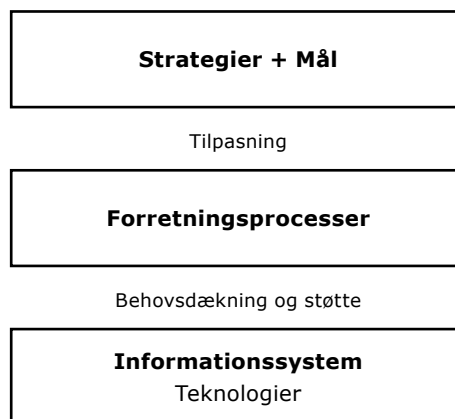 Strategier + Mål
Tilpasning
Forretningsprocesser
Behovsdækning og støtte
Informationssystem
Teknologier